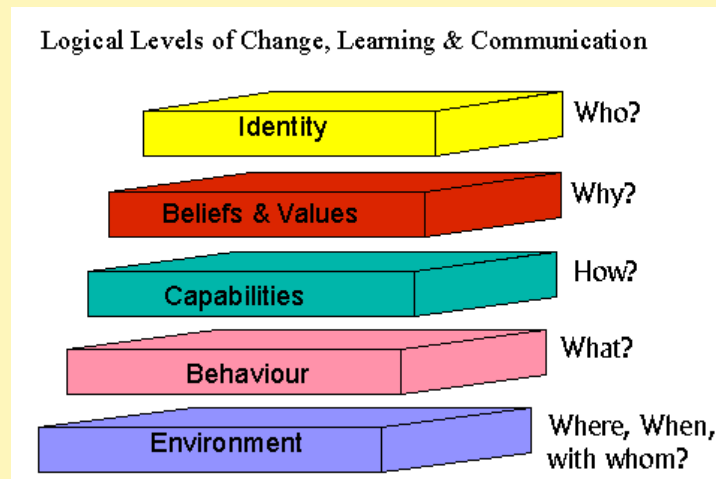 Logical Levels of Change, Learning & Communication
Identity
Who?
Beliefs & Values
Why?
Capabilities
How?
Behaviour
What?
Environment
Where, When,
with whom?